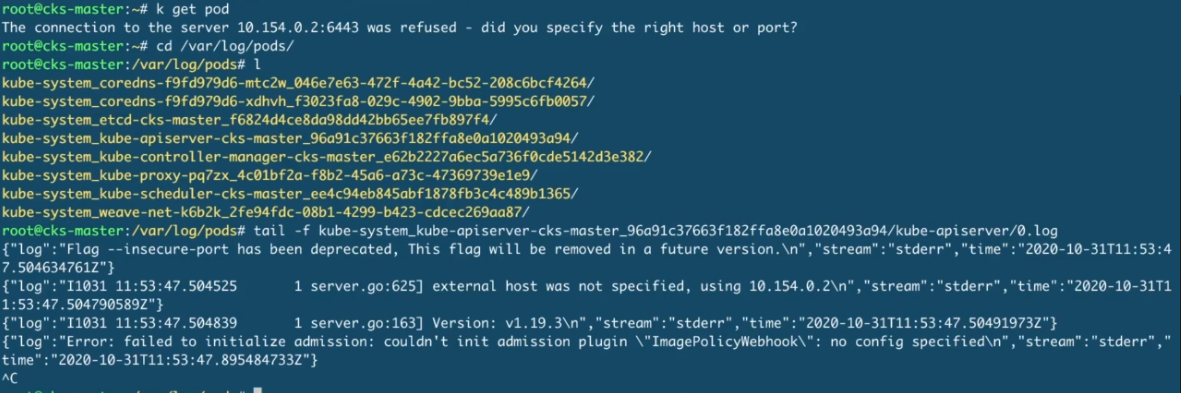 root@cks-master:~# k get pod
The connection to the server 10.154.0.2:6443 was refused - did you specify the right host or port?
root@cks-master:~# cd /var/log/pods/
root@cks-master:/var/log/pods# l
kube-system_coredns-f9fd979d6-mtc2w_046e7e63-472f-4a42-bc52-208c6bcf4264/
kube-system_coredns-f9fd979d6-xdhvh_f3023fa8-029c-4902-9bba-5995c6fb0057/
kube-system_etcd-cks-master_f6824d4ce8da98dd42bb65ee7fb897f4/
kube-system_kube-apiserver-cks-master_96a91c37663f182ffa8e0a1020493a94/
kube-system_kube-controller-manager-cks-master_e62b2227a6ec5a736f0cde5142d3e382/
kube-system_kube-proxy-pq7zx_4c01bf2a-f8b2-45a6-a73c-47369739e1e9/
kube-system_kube-scheduler-cks-master_ee4c94eb845abf1878fb3c4c489b1365/
kube-system_weave-net-k6b2k_2fe94fdc-08b1-4299-b423-cdcec269aa87/
root@cks-master:/var/log/pods# tail -f kube-system_kube-apiserver-cks-master_96a91c37663f182ffa8e0a1020493a94/kube-apiserver/0.log
{"log":"Flag --insecure-port has been deprecated, This flag will be removed in a future version.\n","stream":"stderr","time":"2020-10-31T11:53:4
7.504634761Z"}
{"log":"I1031 11:53:47.504525       1 server.go:625] external host was not specified, using 10.154.0.2\n","stream":"stderr","time":"2020-10-31T1
1:53:47.504790589Z"}
{"log":"I1031 11:53:47.504839       1 server.go:163] Version: v1.19.3\n","stream":"stderr","time":"2020-10-31T11:53:47.50491973Z"}
{"log":"Error: failed to initialize admission: couldn't init admission plugin \"ImagePolicyWebhook\": no config specified\n","stream":"stderr","
time":"2020-10-31T11:53:47.895484733Z"}
^C